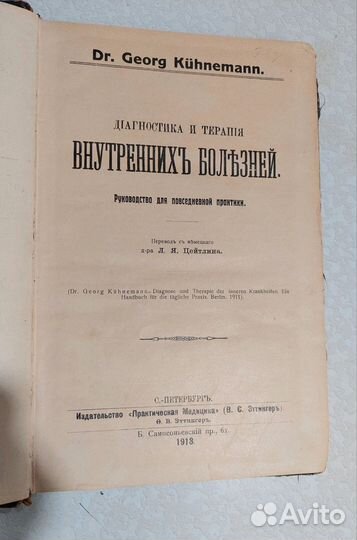 Dr. Georg Kühnemann.
ДІАГНОСТИКА И ТЕРАПІЯ
ВНУТРЕННИХЪ БОЛѢЗНЕЙ.
Руководство для повседневной практики.
Переводъ съ нѣмецкаго
д-ра Л. Я. Цейтлина.
(Dr. Georg Kühnemann. Diagnose und Therapie der inneren Krankheiten. Ein
Handbuch für die tägliche Praxis. Berlin. 1911).
С.-ПЕТЕРБУРГЪ.
Издательство «Практическая Медицина» (В. С. Эттингеръ)
Ѳ. В. Эттингеръ.
Б. Самсоньевскій пр., 61.
1913.
Avito